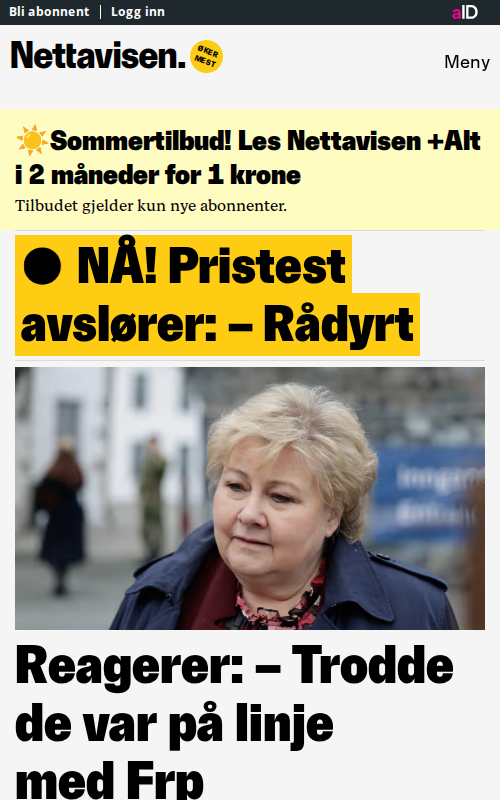 Bli abonnent | Logg inn
aID
Nettavisen.
ØKER
MEST
Meny
☀️Sommertilbud! Les Nettavisen +Alt
i 2 måneder for 1 krone
Tilbudet gjelder kun nye abonnenter.
● NÅ! Pristest
avslører: – Rådyrt
Reagerer: – Trodde
de var på linje
med Frp